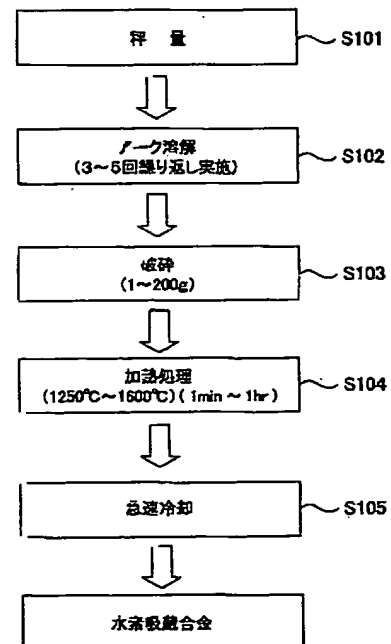 秤 量
S101
アーク溶解
(3～5回繰り返し実施)
S102
破砕
(1～200g)
S103
加熱処理
(1250℃～1600℃)(1min～1hr)
S104
急速冷却
S105
水素吸蔵合金